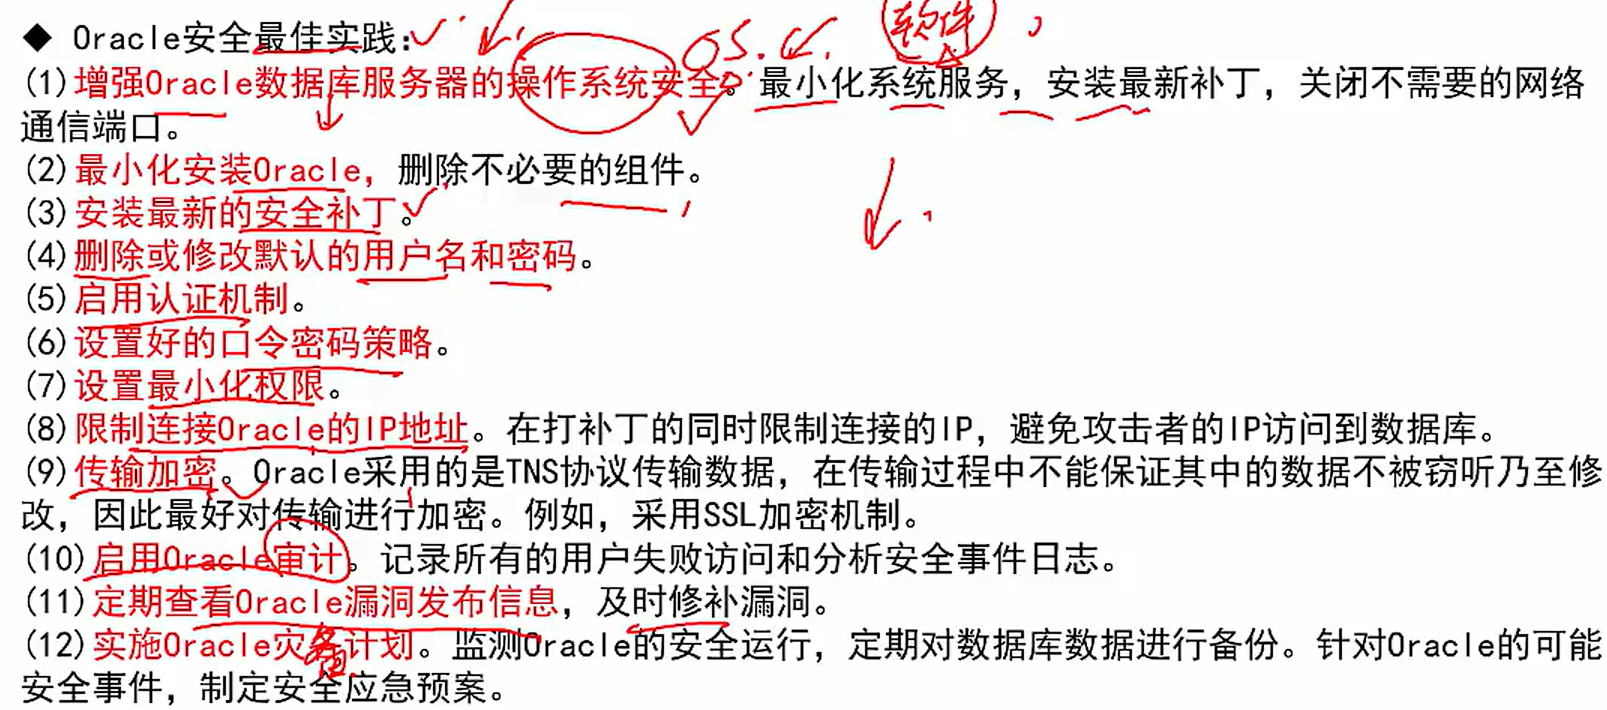 OS.
软件
◆ Oracle安全最佳实践:
(1)增强Oracle数据库服务器的操作系统安全。最小化系统服务,安装最新补丁,关闭不需要的网络
通信端口。
(2)最小化安装Oracle,删除不必要的组件。
(3)安装最新的安全补丁。
(4)删除或修改默认的用户名和密码。
(5)启用认证机制。
(6)设置好的口令密码策略。
(7)设置最小化权限。
(8)限制连接Oracle的IP地址。在打补丁的同时限制连接的IP,避免攻击者的IP访问到数据库。
(9)传输加密。Oracle采用的是TNS协议传输数据,在传输过程中不能保证其中的数据不被窃听乃至修
改,因此最好对传输进行加密。例如,采用SSL加密机制。
(10)启用Oracle审计。记录所有的用户失败访问和分析安全事件日志。
(11)定期查看Oracle漏洞发布信息,及时修补漏洞。
(12)实施Oracle灾备计划。监测Oracle的安全运行,定期对数据库数据进行备份。针对Oracle的可能
安全事件,制定安全应急预案。